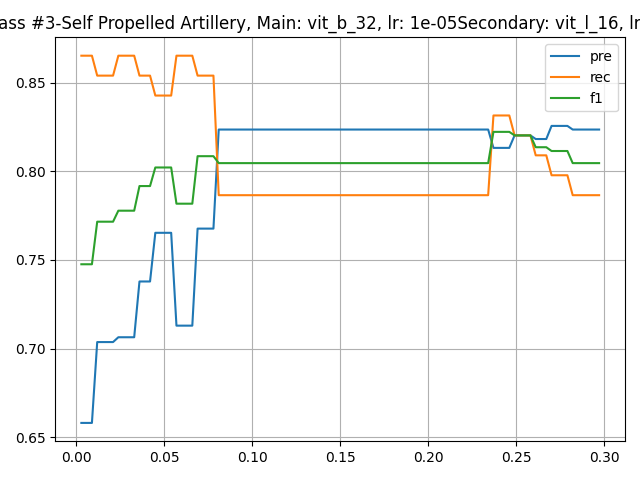 ass #3-Self Propelled Artillery, Main: vit_b_32, lr: 1e-05Secondary: vit_l_16, lr
pre
rec
f1
0.85
0.80
0.75
0.70
0.65
0.00 0.05 0.10 0.15 0.20 0.25 0.30